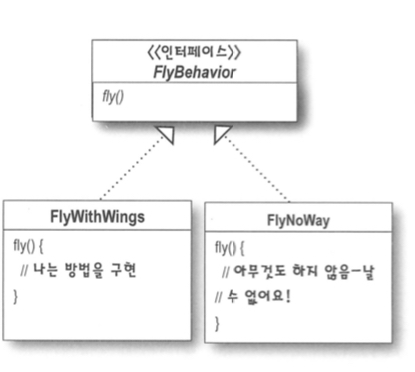 <<인터페이스>>
FlyBehavior
fly()
FlyWithWings
fly() {
// 나는 방법을 구현
}
FlyNoWay
fly() {
// 아무것도 하지 않음–날
// 수 없어요!
}